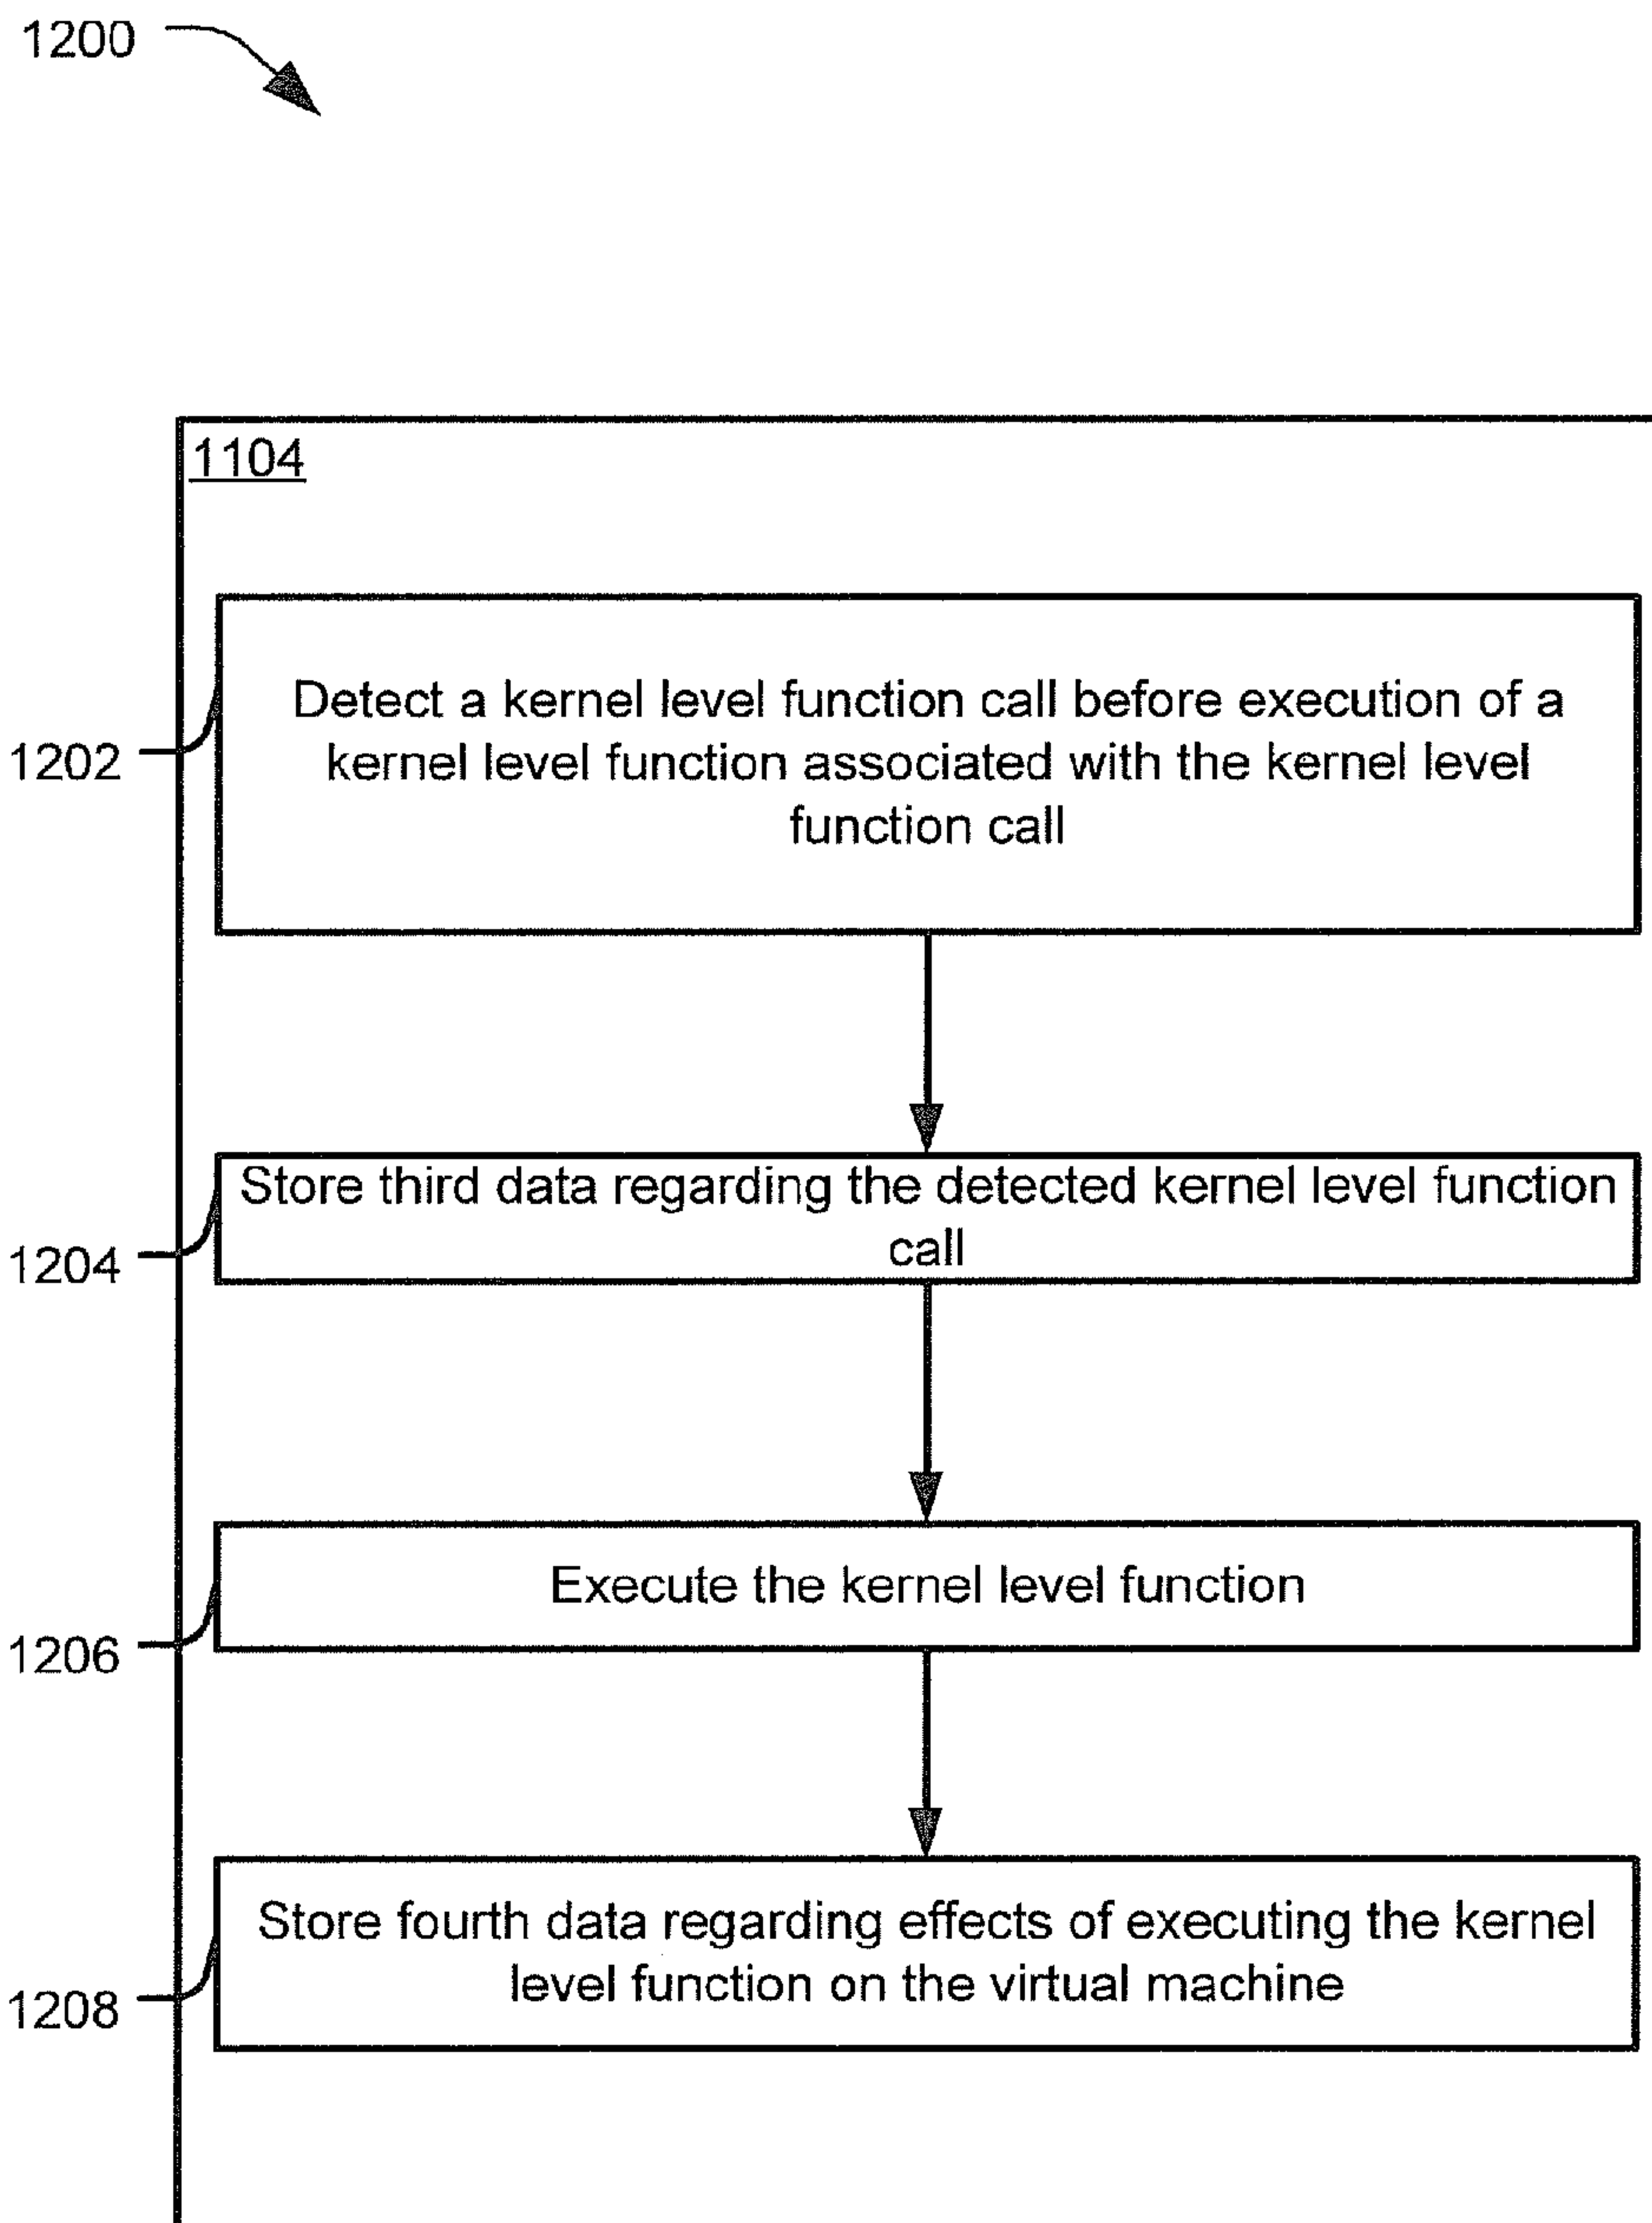 1200
1104
Detect a kernel level function call before execution of a
kernel level function associated with the kernel level
function call
1202
Store third data regarding the detected kernel level function
call
1204
Execute the kernel level function
1206
Store fourth data regarding effects of executing the kernel
level function on the virtual machine
1208